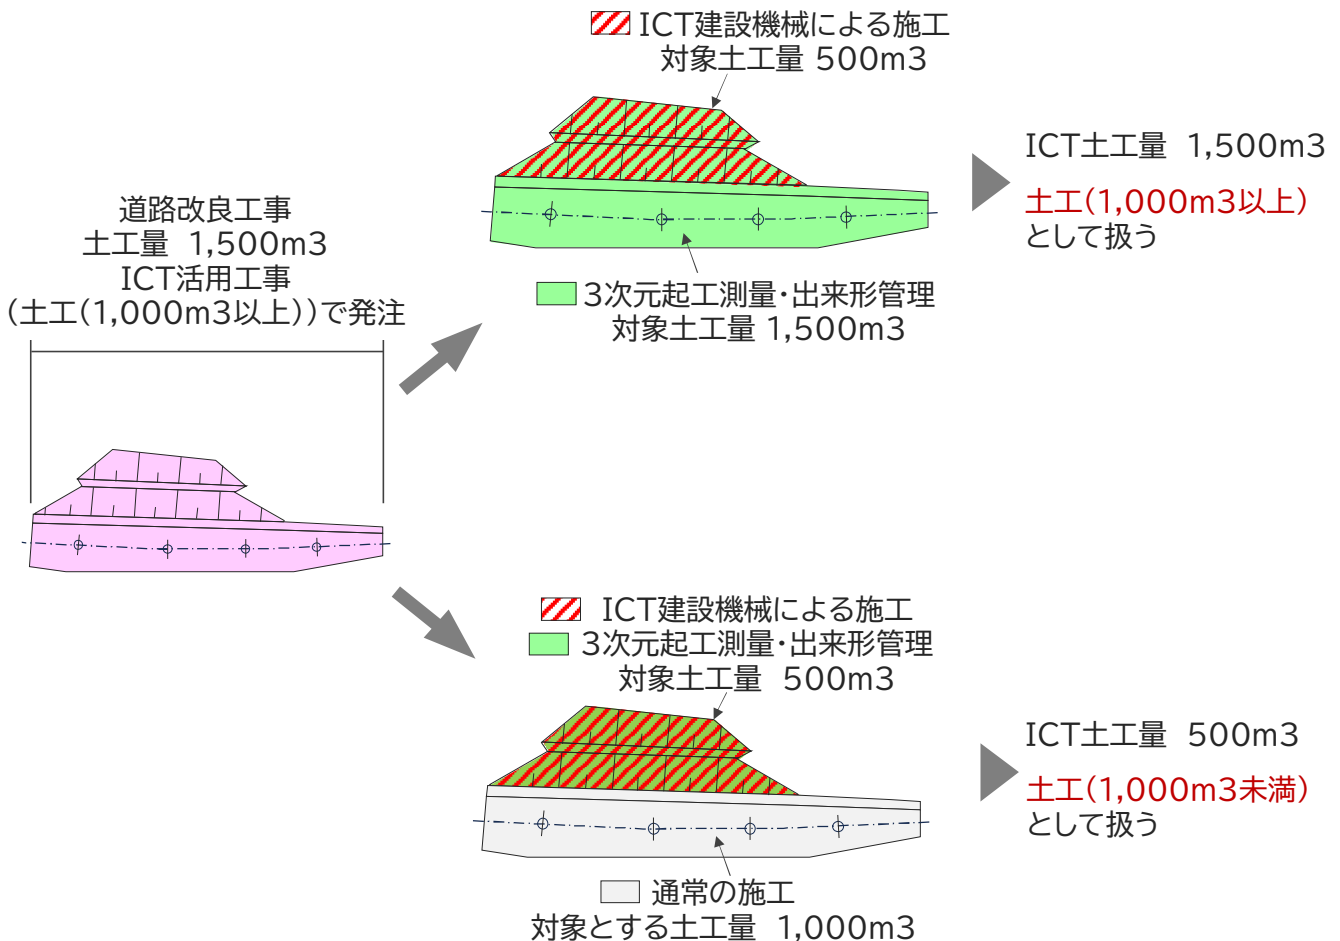 道路改良工事
土工量 1,500m3
ICT活用工事
(土工(1,000m3以上))で発注
ICT建設機械による施工
対象土工量 500m3
3次元起工測量・出来形管理
対象土工量 1,500m3
ICT土工量 1,500m3
土工(1,000m3以上)
として扱う
ICT建設機械による施工
3次元起工測量・出来形管理
対象土工量 500m3
通常の施工
対象とする土工量 1,000m3
ICT土工量 500m3
土工(1,000m3未満)
として扱う